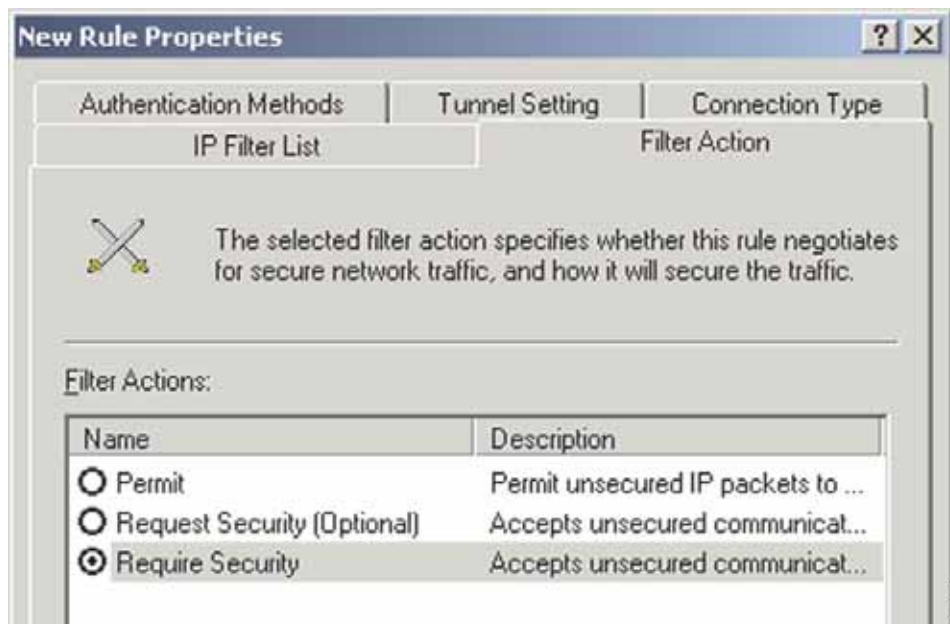 New Rule Properties
? X
Authentication Methods Tunnel Setting Connection Type
IP Filter List Filter Action
The selected filter action specifies whether this rule negotiates
for secure network traffic, and how it will secure the traffic.
Filter Actions:
Name Description
Permit Permit unsecured IP packets to ...
Request Security (Optional) Accepts unsecured communicat...
Require Security Accepts unsecured communicat...